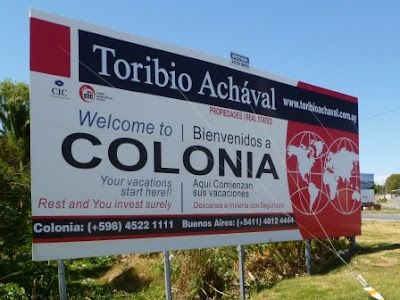 Toribio Achával
www.toribioachaval.com.uy
PROPIEDADES | REAL STATES
CIC
CIU
Welcome to
Bienvenidos a
COLONIA
Your vacations
start here!!
Rest and You invest surely
Aquí Comienzan
sus vacaciones
Descanse e invierta con Seguridad
Colonia: (+598) 4522 1111 Buenos Aires: (+5411) 4812 4444